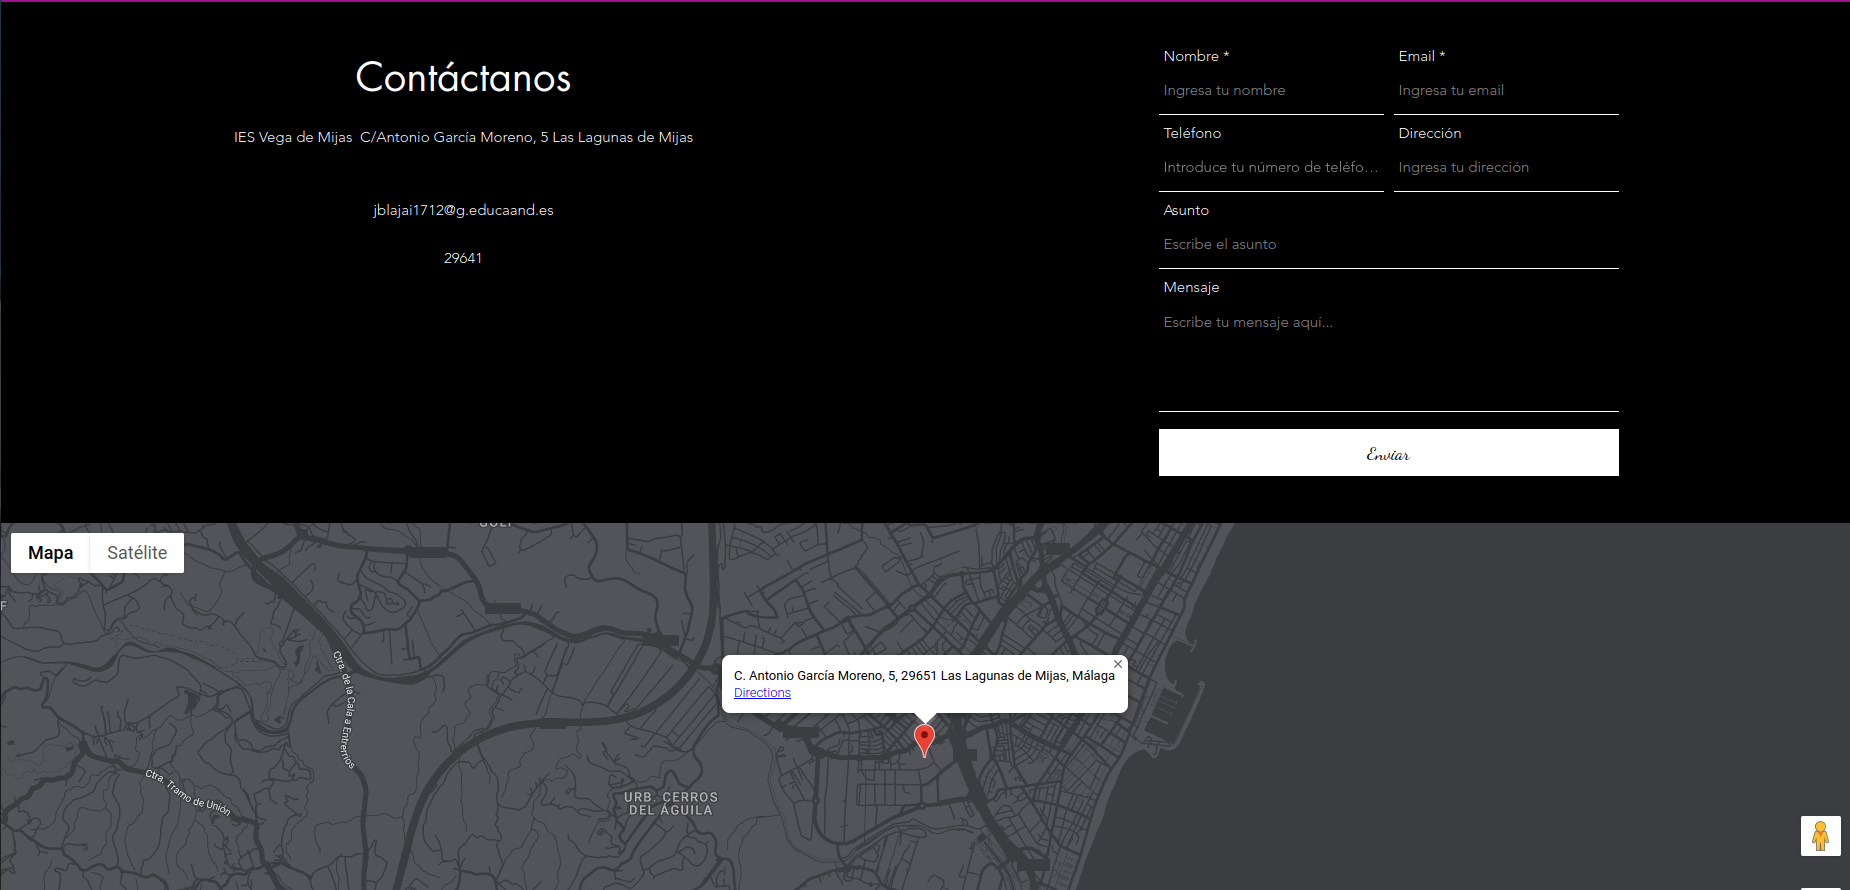 Contáctanos
IES Vega de Mijas  C/Antonio García Moreno, 5 Las Lagunas de Mijas
jblajai1712@g.educaand.es
29641
Nombre *
Email *
Ingresa tu nombre
Ingresa tu email
Teléfono
Dirección
Introduce tu número de teléfo...
Ingresa tu dirección
Asunto
Escribe el asunto
Mensaje
Escribe tu mensaje aquí...
Enviar
GOLF
Mapa
Satélite
F
Ctra. de la Cala a Entrerríos
C. Antonio García Moreno, 5, 29651 Las Lagunas de Mijas, Málaga
Directions
Ctra. Tramo de Unión
URB. CERROS
DEL ÁGUILA